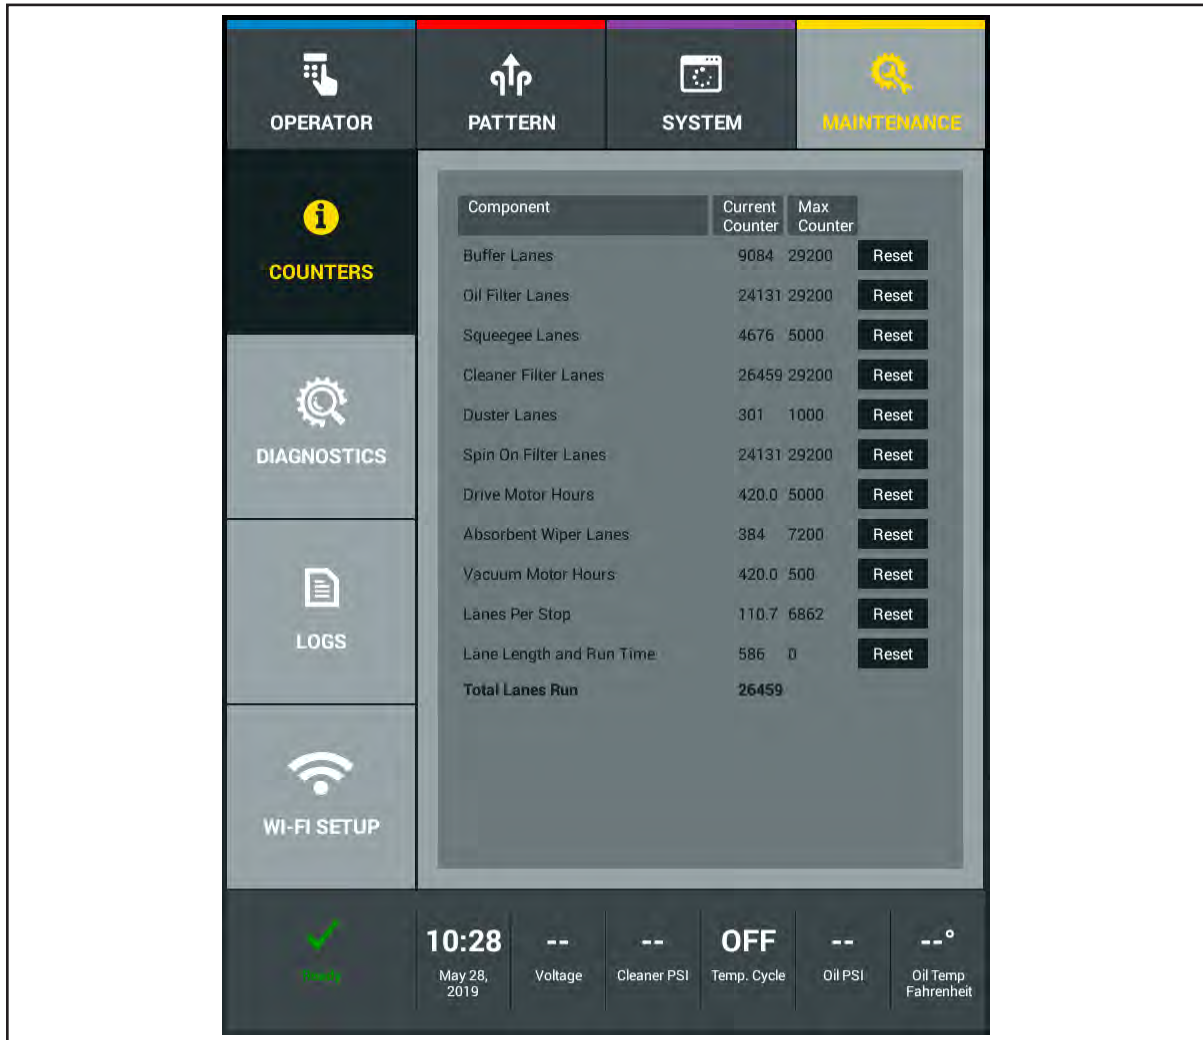 OPERATOR PATTERN SYSTEM MAINTENANCE
COUNTERS
DIAGNOSTICS
LOGS
WI-FI SETUP
Component Current Counter Max Counter
Buffer Lanes 9084 29200 Reset
Oil Filter Lanes 24131 29200 Reset
Squeegee Lanes 4676 5000 Reset
Cleaner Filter Lanes 26459 29200 Reset
Duster Lanes 301 1000 Reset
Spin On Filter Lanes 24131 29200 Reset
Drive Motor Hours 420.0 5000 Reset
Absorbent Wiper Lanes 384 7200 Reset
Vacuum Motor Hours 420.0 500 Reset
Lanes Per Stop 110.7 6862 Reset
Lane Length and Run Time 586 0 Reset
Total Lanes Run 26459
10:28 -- -- OFF -- --°
May 28, 2019 Voltage Cleaner PSI Temp. Cycle Oil PSI Oil Temp Fahrenheit